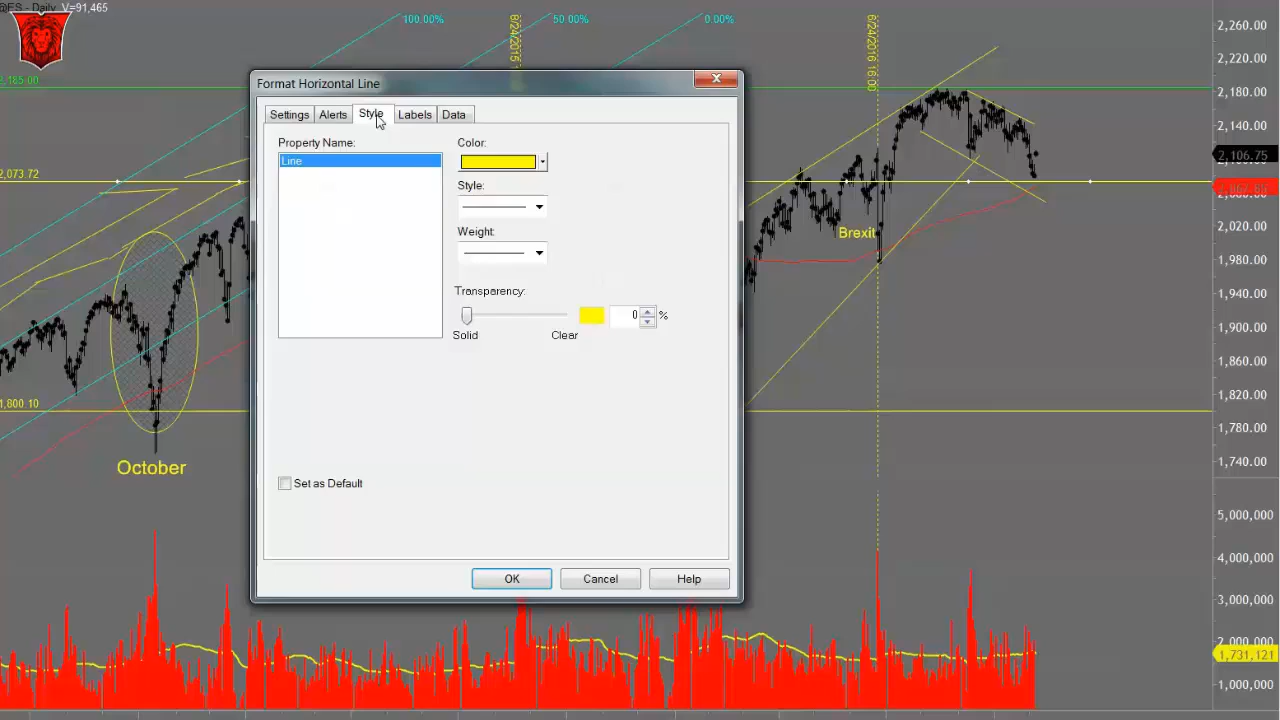 @ES - Daily V=91,465
100.00%
50.00%
0.00%
6/24/2016 16:00
2,260.00
2,220.00
2,185.00
2,180.00
2,140.00
2,106.75
2,073.72
2,020.00
1,980.00
1,940.00
1,900.00
1,860.00
1,820.00
1,800.10
1,780.00
1,740.00
Brexit
October
Format Horizontal Line
Settings Alerts Style Labels Data
Property Name:
Line
Color:
Style:
Weight:
Transparency:
0 %
Solid Clear
Set as Default
OK Cancel Help
5,000,000
4,000,000
3,000,000
2,000,000
1,731,121
1,000,000